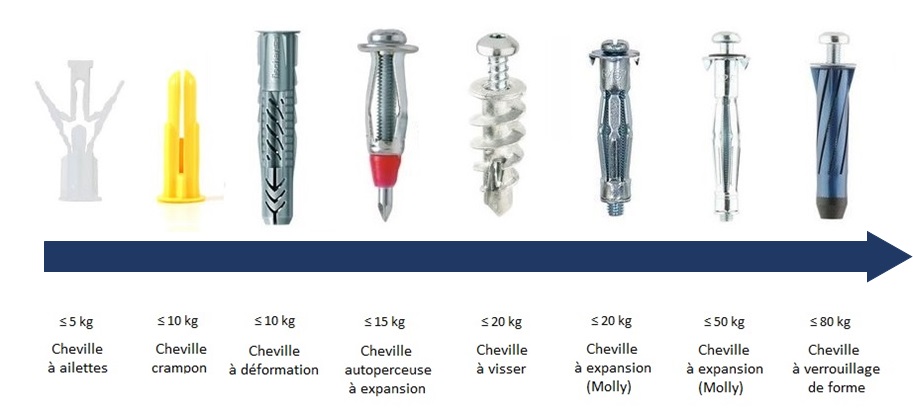 ≤ 5 kg
Cheville
à ailettes
≤ 10 kg
Cheville
crampon
≤ 10 kg
Cheville
à déformation
≤ 15 kg
Cheville
autoperceuse
à expansion
≤ 20 kg
Cheville
à visser
≤ 20 kg
Cheville
à expansion
(Molly)
≤ 50 kg
Cheville
à expansion
(Molly)
≤ 80 kg
Cheville
à verrouillage
de forme